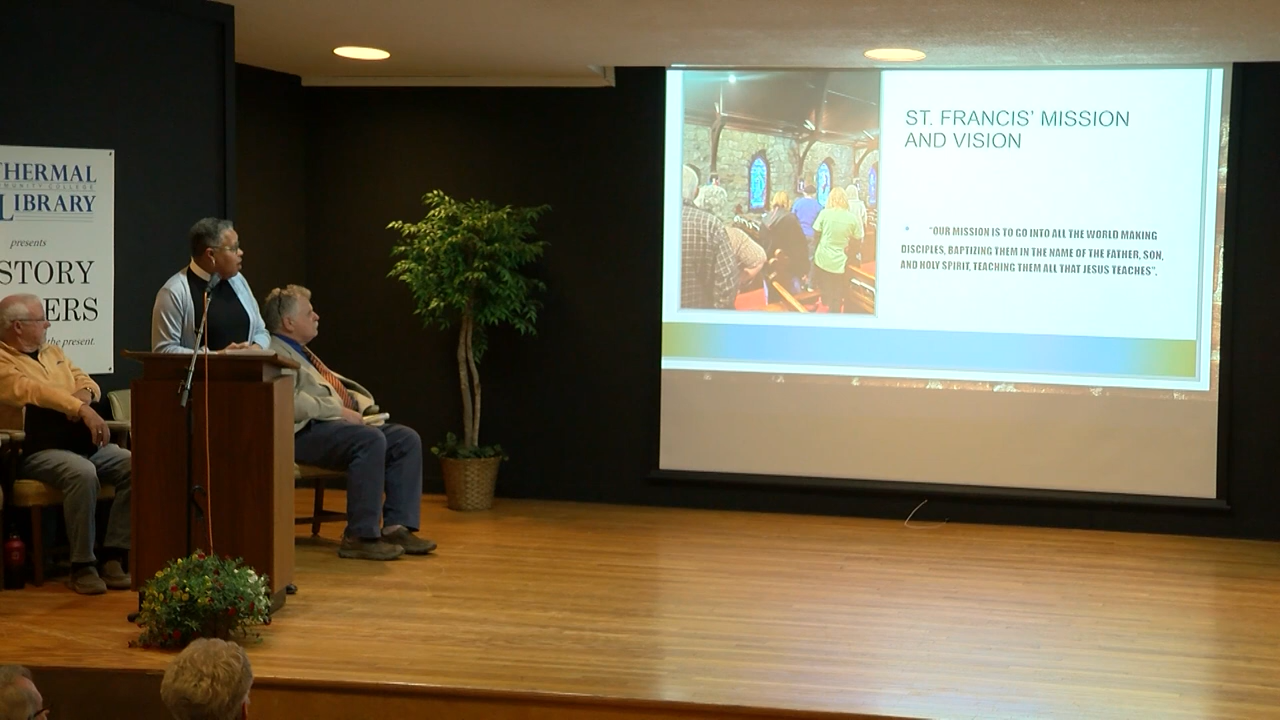 THERMAL
MUNITY COLLEGE
LIBRARY
presents
STORY
ERS
the present.
ST. FRANCIS' MISSION
AND VISION
• "OUR MISSION IS TO GO INTO ALL THE WORLD MAKING
DISCIPLES, BAPTIZING THEM IN THE NAME OF THE FATHER, SON,
AND HOLY SPIRIT, TEACHING THEM ALL THAT JESUS TEACHES".